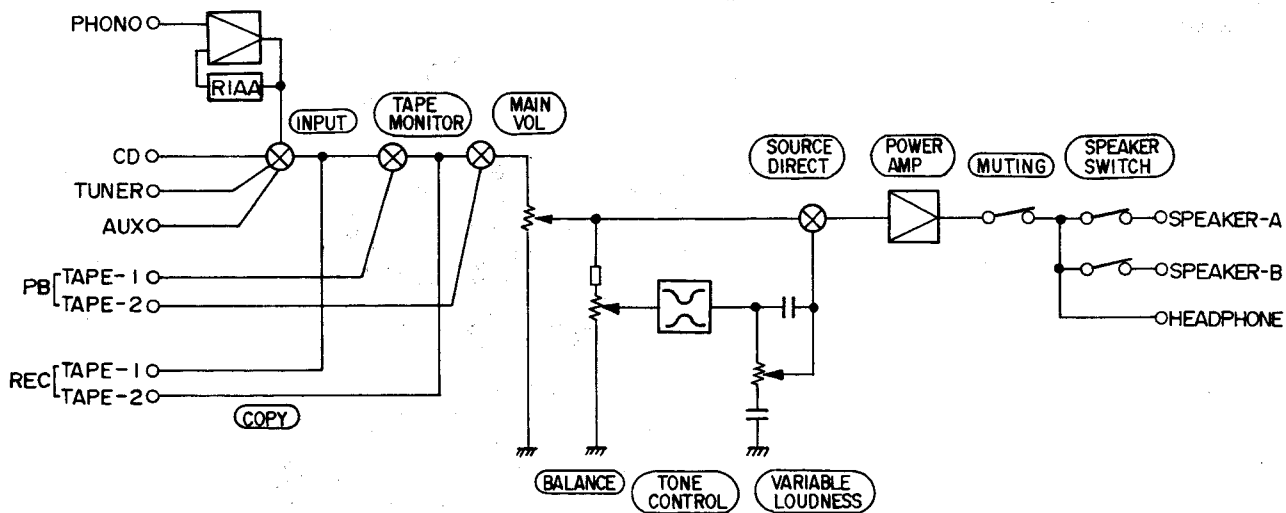 PHONO
RIAA
INPUT
TAPE
MONITOR
MAIN
VOL
CD
TUNER
AUX
SOURCE
DIRECT
POWER
AMP
MUTING
SPEAKER
SWITCH
SPEAKER-A
SPEAKER-B
HEADPHONE
PB
TAPE-1
TAPE-2
REC
TAPE-1
TAPE-2
COPY
BALANCE
TONE
CONTROL
VARIABLE
LOUDNESS